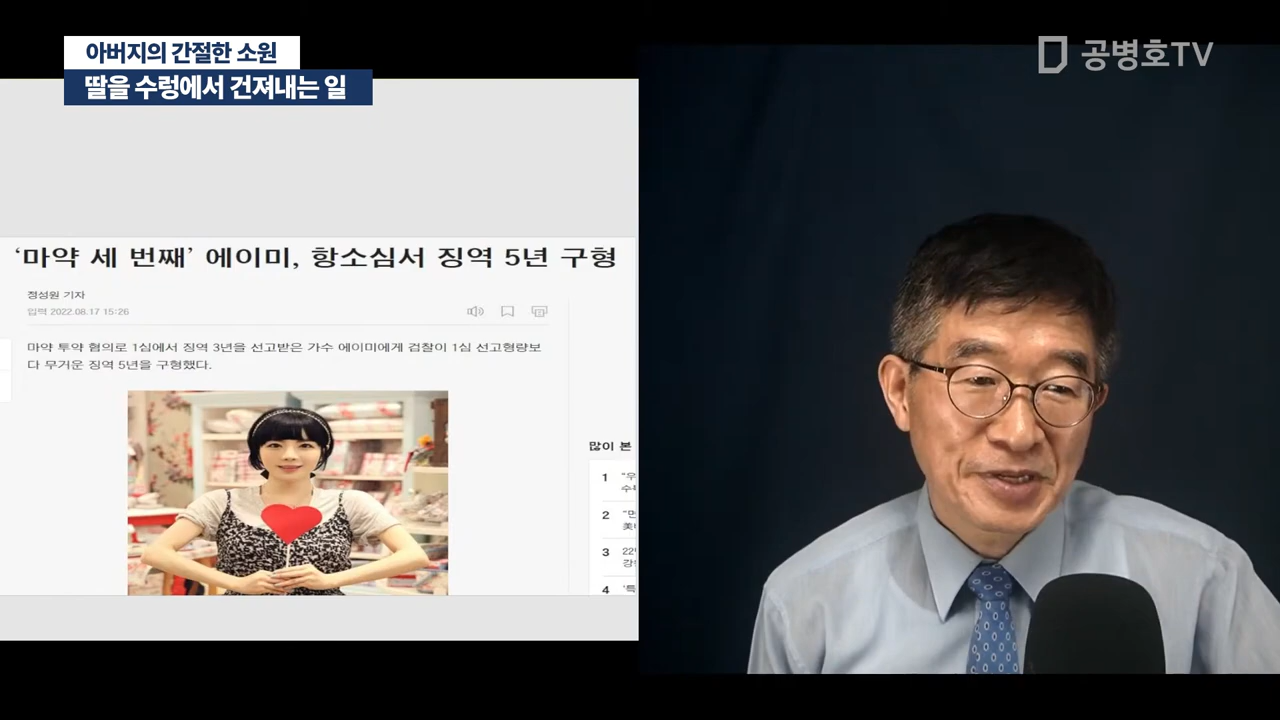 아버지의 간절한 소원
딸을 수렁에서 건져내는 일
공병호TV
‘마약 세 번째’ 에이미, 항소심서 징역 5년 구형
정성원 기자
입력 2022.08.17 15:26
마약 투약 혐의로 1심에서 징역 3년을 선고받은 가수 에이미에게 검찰이 1심 선고형량보
다 무거운 징역 5년을 구형했다.
많이 본
1 “우
2 “먼
美
3 22
4 ‘특